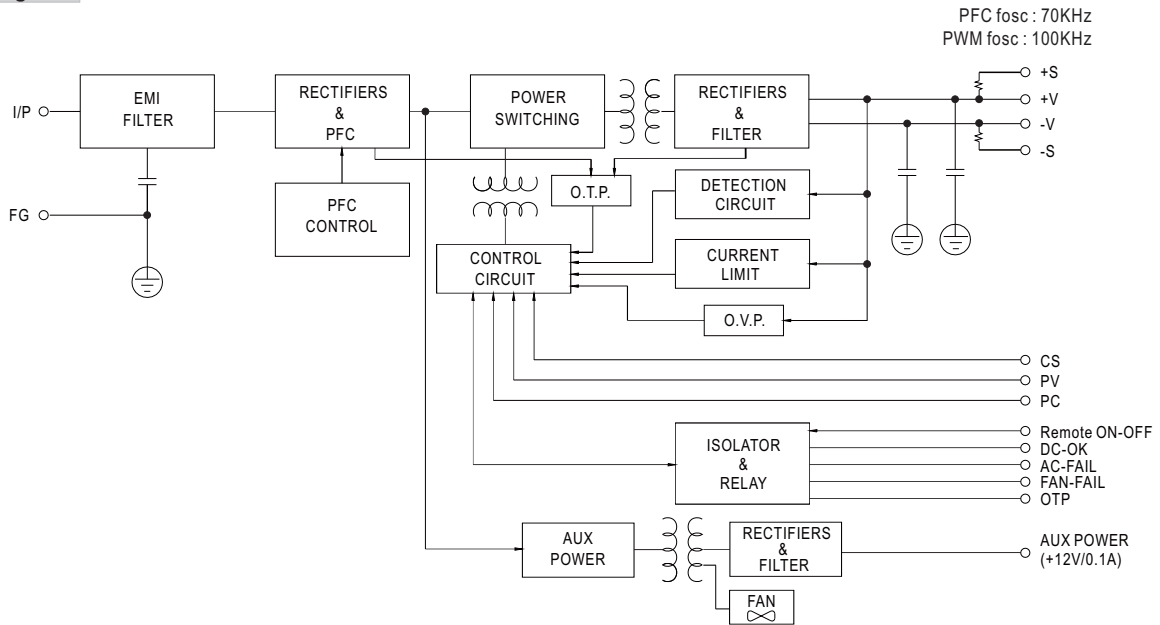 PFC fosc : 70KHz
PWM fosc : 100KHz
I/P
EMI
FILTER
RECTIFIERS
&
PFC
POWER
SWITCHING
RECTIFIERS
&
FILTER
+S
+V
-V
-S
FG
PFC
CONTROL
O.T.P.
DETECTION
CIRCUIT
CONTROL
CIRCUIT
CURRENT
LIMIT
O.V.P.
CS
PV
PC
ISOLATOR
&
RELAY
Remote ON-OFF
DC-OK
AC-FAIL
FAN-FAIL
OTP
AUX
POWER
RECTIFIERS
&
FILTER
AUX POWER
(+12V/0.1A)
FAN